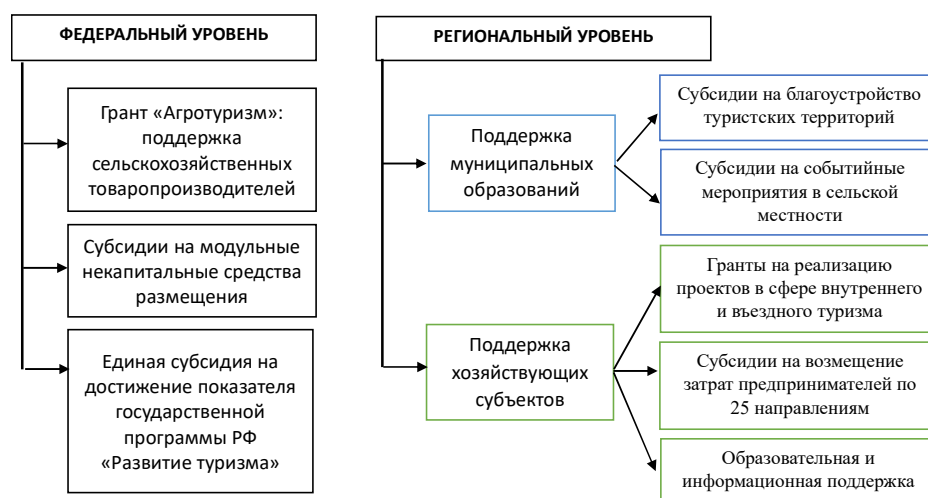 ФЕДЕРАЛЬНЫЙ УРОВЕНЬ
Грант «Агротуризм»:
поддержка
сельскохозяйственных
товаропроизводителей
Субсидии на модульные
некапитальные средства
размещения
Единая субсидия на
достижение показателя
государственной
программы РФ
«Развитие туризма»
РЕГИОНАЛЬНЫЙ УРОВЕНЬ
Поддержка
муниципальных
образований
Субсидии на благоустройство
туристских территорий
Субсидии на событийные
мероприятия в сельской
местности
Поддержка
хозяйствующих
субъектов
Гранты на реализацию
проектов в сфере внутреннего
и въездного туризма
Субсидии на возмещение
затрат предпринимателей по
25 направлениям
Образовательная и
информационная поддержка